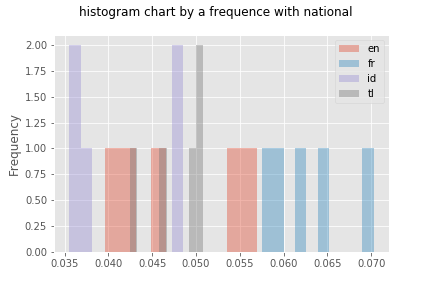 histogram chart by a frequence with national
Frequency
2.00
1.75
1.50
1.25
1.00
0.75
0.50
0.25
0.00
en
fr
id
tl
0.035 0.040 0.045 0.050 0.055 0.060 0.065 0.070